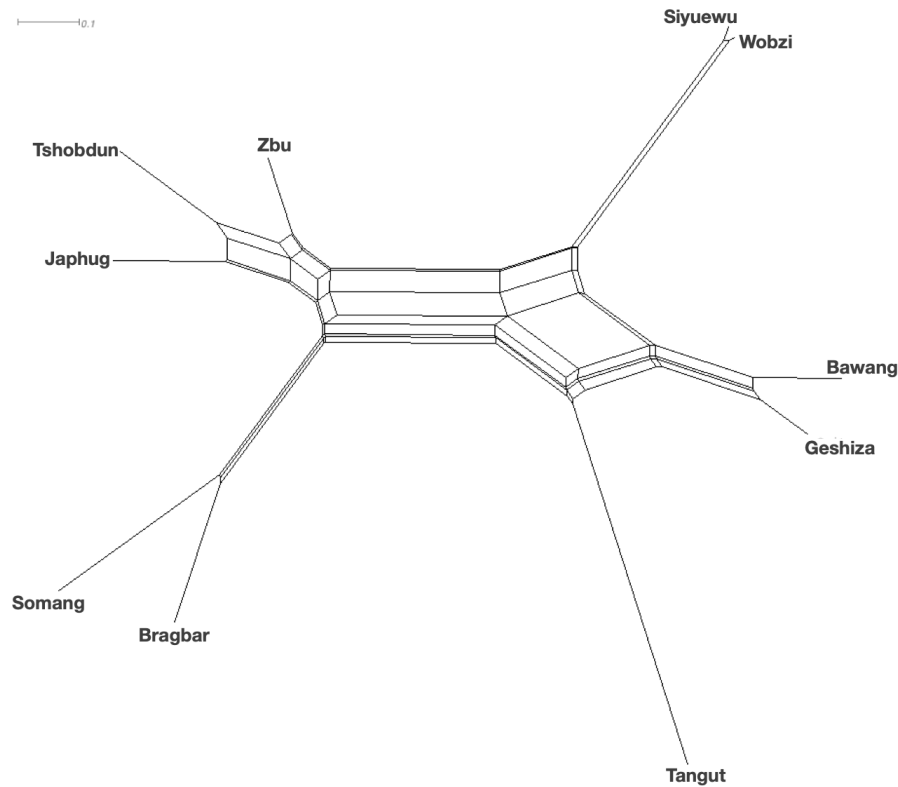 0.1
Siyuewu
Wobzi
Tshobdun
Zbu
Japhug
Bawang
Geshiza
Somang
Bragbar
Tangut